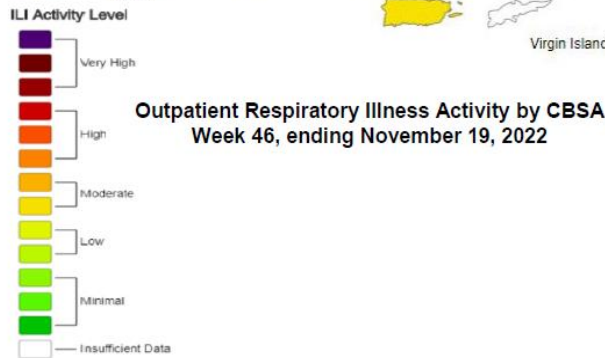 ILI Activity Level
Virgin Island
Very High
Outpatient Respiratory Illness Activity by CBSA
Week 46, ending November 19, 2022
High
Moderate
Low
Minimal
Insufficient Data